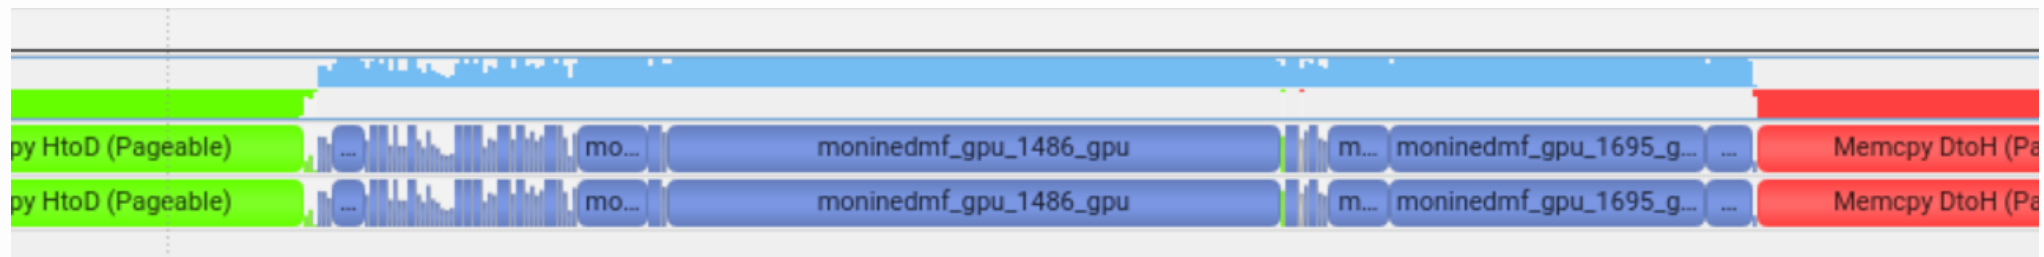 py HtoD (Pageable) ... mo... moninedmf_gpu_1486_gpu m... moninedmf_gpu_1695_g... ... Memcpy DtoH (Pa
py HtoD (Pageable) ... mo... moninedmf_gpu_1486_gpu m... moninedmf_gpu_1695_g... ... Memcpy DtoH (Pa